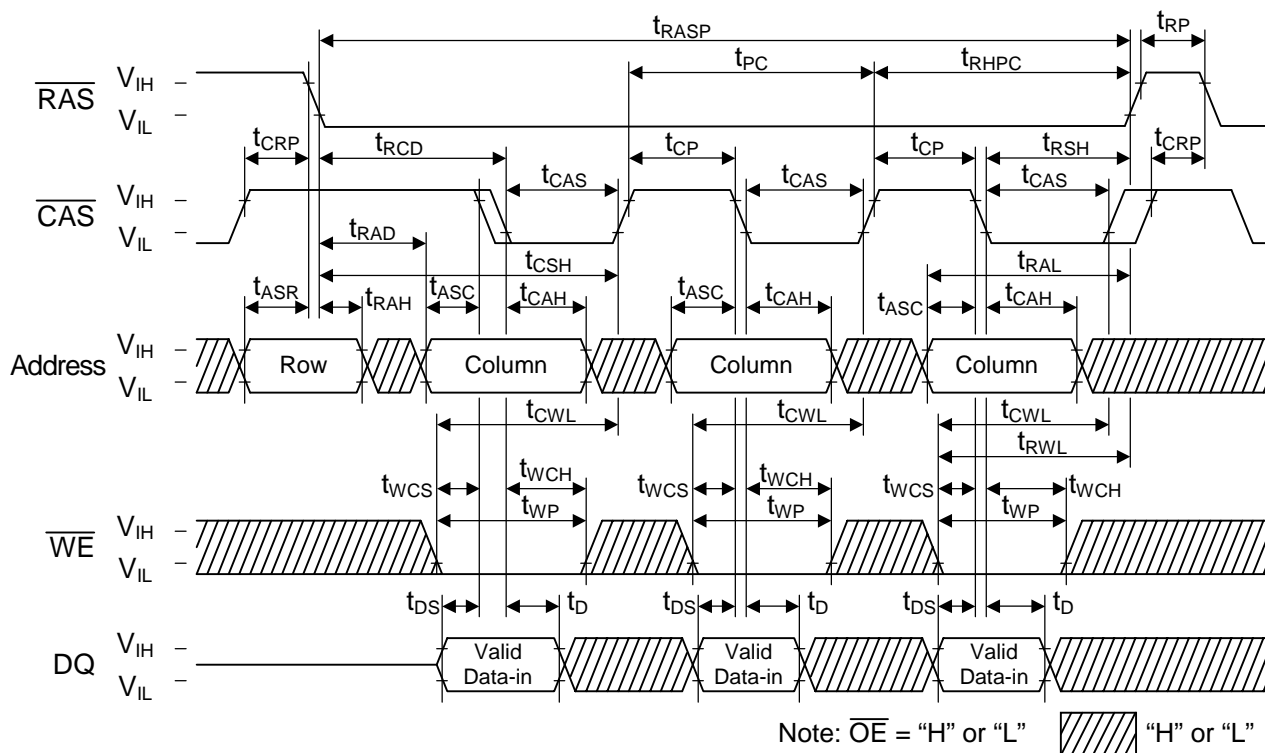 tRASP tRP
tPC tRHPC
RAS VIH
VIL
tCRP tRCD tCP tCP tRSH tCRP
tCAS tCAS tCAS
CAS VIH
VIL
tRAD
tCSH tRAL
tASR tRAH tASC tCAH tASC tCAH tASC tCAH
Address VIH
VIL
Row Column Column Column
tCWL tCWL tCWL
tRWL
tWCS tWCH tWCS tWCH tWCS tWCH
tWP tWP tWP
WE VIH
VIL
tDS tD tDS tD tDS tD
DQ VIH
VIL
Valid Data-in Valid Data-in Valid Data-in
Note: OE = “H” or “L” “H” or “L”